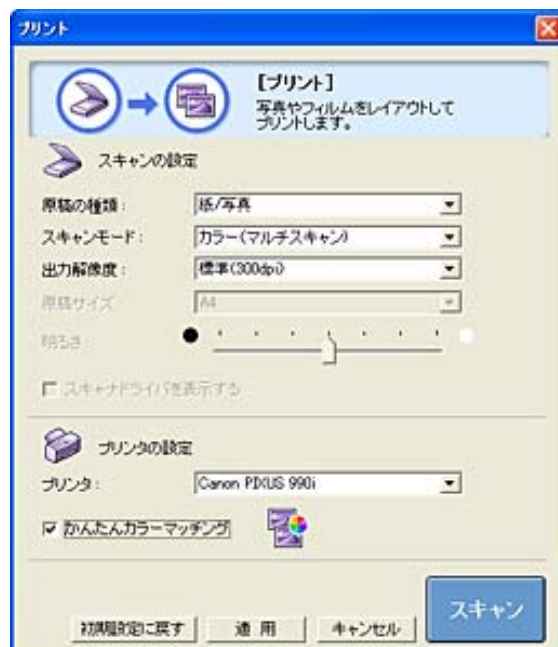 プリント
[プリント]
写真やフィルムをレイアウトして
プリントします。
スキャンの設定
原稿の種類: 紙/写真
スキャンモード: カラー(マルチスキャン)
出力解像度: 標準(300dpi)
原稿サイズ A4
明るさ
スキャナドライバを表示する
プリンタの設定
プリンタ: Canon PIXUS 990i
かんたんカラーマッチング
初期設定に戻す 適 用 キャンセル スキャン